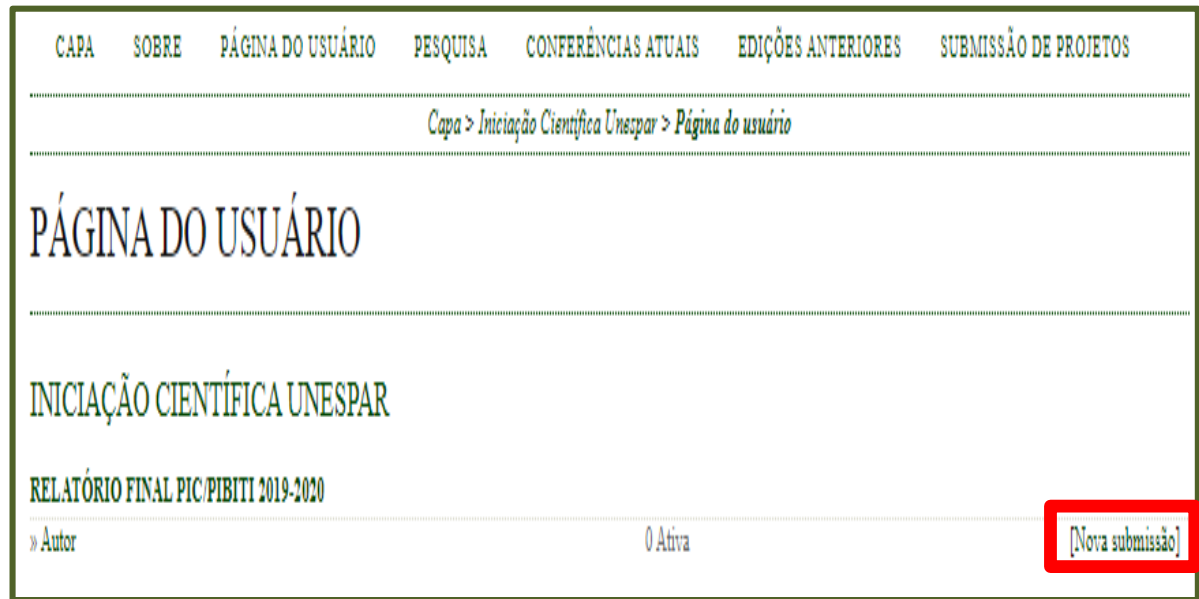 CAPA SOBRE PÁGINA DO USUÁRIO PESQUISA CONFERÊNCIAS ATUAIS EDIÇÕES ANTERIORES SUBMISSÃO DE PROJETOS
Capa > Iniciação Científica Unespar > Página do usuário
PÁGINA DO USUÁRIO
INICIAÇÃO CIENTÍFICA UNESPAR
RELATÓRIO FINAL PIC/PIBITI 2019-2020
» Autor 0 Ativa [Nova submissão]